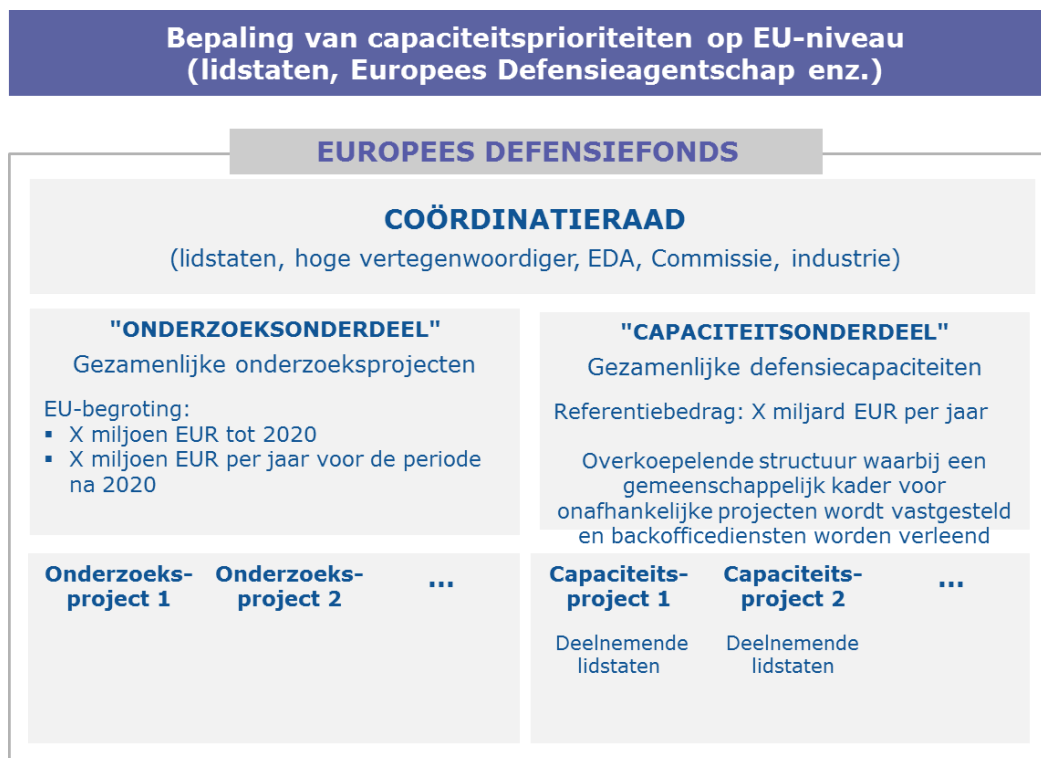 Bepaling van capaciteitsprioriteiten op EU-niveau
(lidstaten, Europees Defensieagentschap enz.)
EUROPEES DEFENSIEFONDS
COÖRDINATIERAAD
(lidstaten, hoge vertegenwoordiger, EDA, Commissie, industrie)
"ONDERZOEKSONDERDEEL"
Gezamenlijke onderzoeksprojecten
EU-begroting:
▪ X miljoen EUR tot 2020
▪ X miljoen EUR per jaar voor de periode
na 2020
"CAPACITEITSONDERDEEL"
Gezamenlijke defensiecapaciteiten
Referentiebedrag: X miljard EUR per jaar
Overkoepelende structuur waarbij een
gemeenschappelijk kader voor
onafhankelijke projecten wordt vastgesteld
en backofficediensten worden verleend
Onderzoeks-
project 1
Onderzoeks-
project 2
...
Capaciteits-
project 1
Deelnemende
lidstaten
Capaciteits-
project 2
Deelnemende
lidstaten
...